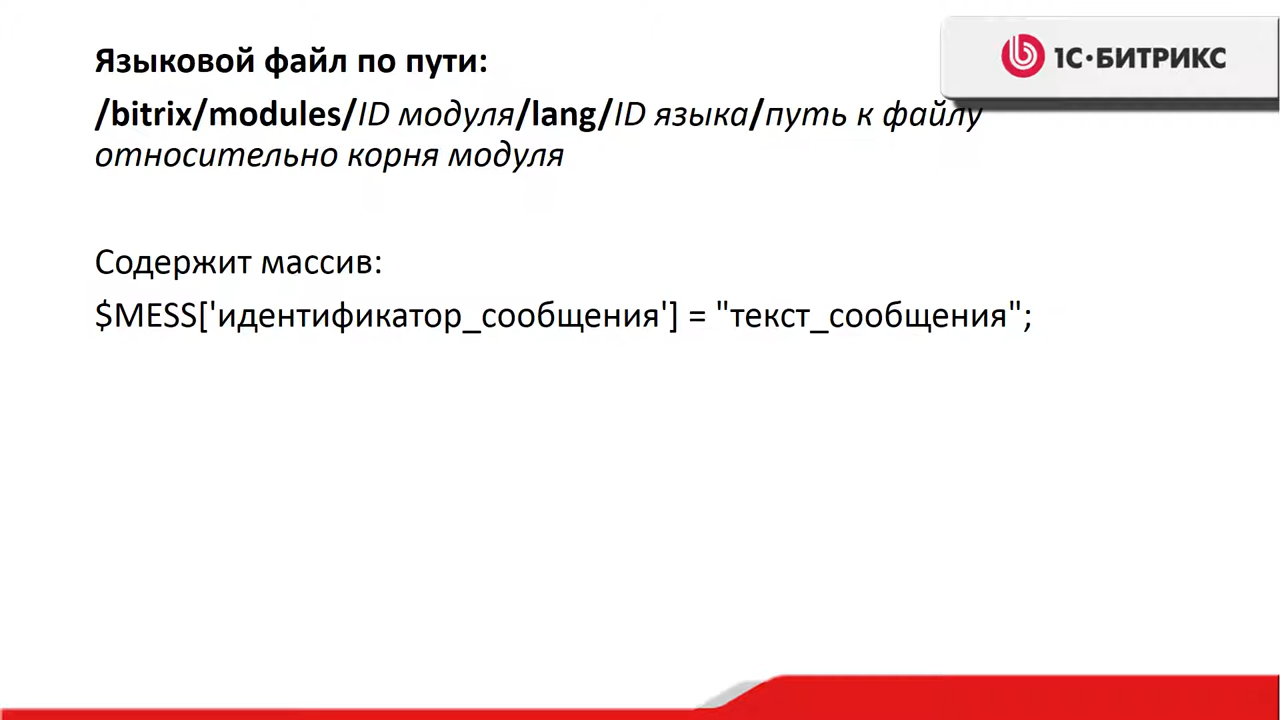 Языковой файл по пути:
1С·БИТРИКС
/bitrix/modules/ID модуля/lang/ID языка/путь к файлу
относительно корня модуля
Содержит массив:
$MESS['идентификатор_сообщения'] = "текст_сообщения";